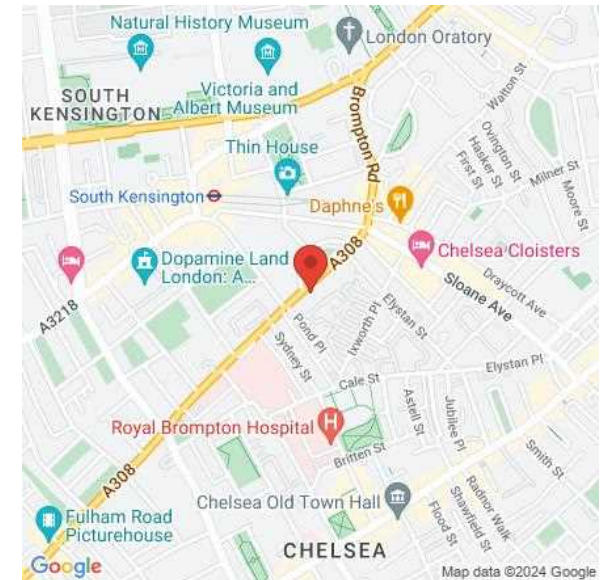 Natural History Museum
London Oratory
SOUTH
KENSINGTON
Victoria and
Albert Museum
Brompton Rd
Walton St
Thin House
Ovington St
Hasker St
First St
Milner St
Moore St
South Kensington
Daphne's
Chelsea Cloisters
Dopamine Land
London: A...
A308
Draycott Ave
Sloane Ave
A3218
Pond Pl
Ixworth Pl
Elystan St
Sydney St
Elystan Pl
Cale St
Astell St
Jubilee Pl
Royal Brompton Hospital
H
Britten St
Smith St
A308
Chelsea Old Town Hall
Radnor Walk
Shawfield St
Flood St
Fulham Road
Picturehouse
CHELSEA
Google
Map data ©2024 Google